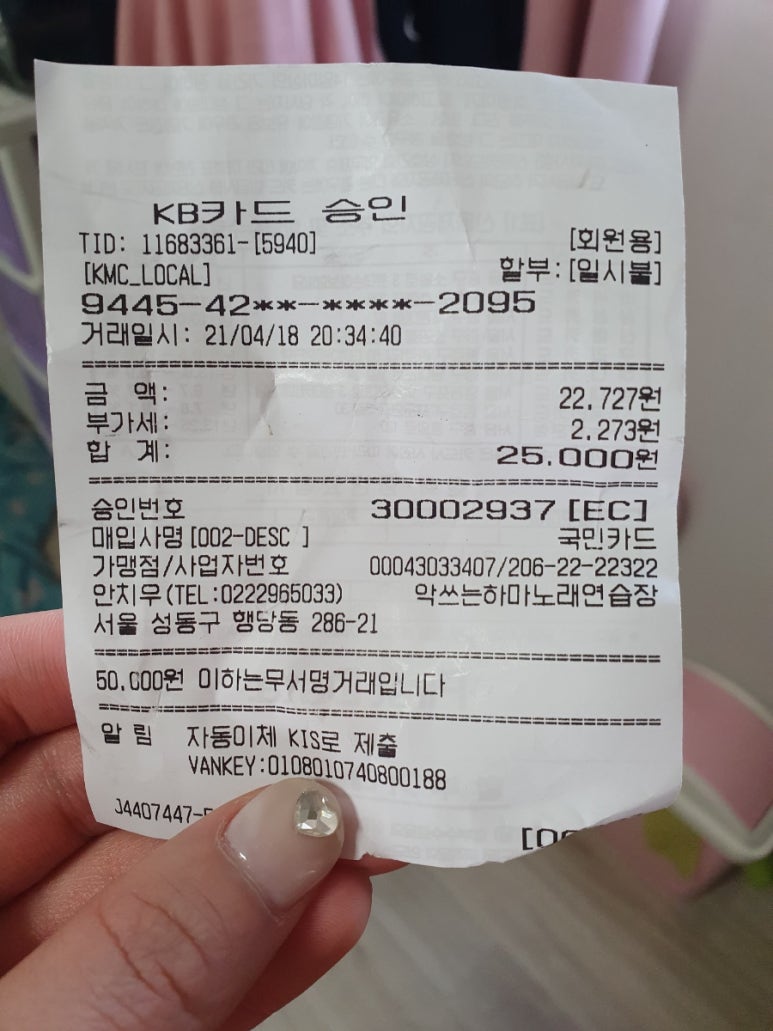 KB카드 승인
TID: 11683361-[5940] [회원용]
[KMC_LOCAL] 할부:[일시불]
9445-42**-****-2095
거래일시: 21/04/18 20:34:40
금 액: 22,727원
부가세: 2,273원
합 계: 25,000원
승인번호 30002937 [EC]
매입사명[002-DESC ] 국민카드
가맹점/사업자번호 00043033407/206-22-22322
안치우(TEL:0222965033) 악쓰는하마노래연습장
서울 성동구 행당동 286-21
50,000원 이하는무서명거래입니다
알 림 자동이체 KIS로 제출
VANKEY:0108010740800188
J4407447-